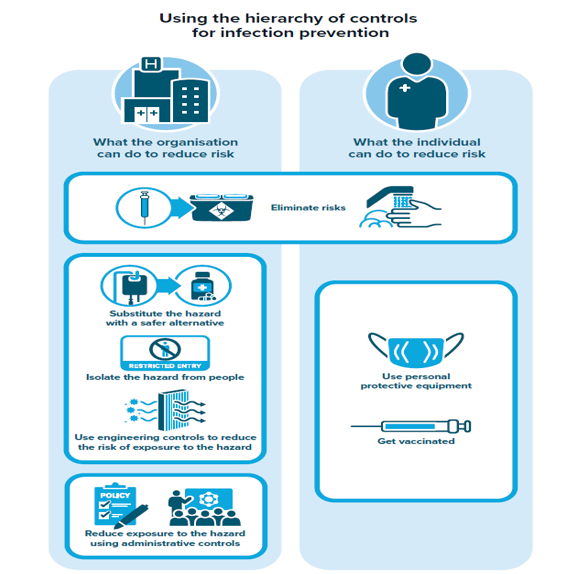 Using the hierarchy of controls
for infection prevention
H
What the organisation
can do to reduce risk
What the individual
can do to reduce risk
Eliminate risks
Substitute the hazard
with a safer alternative
RESTRICTED ENTRY
Isolate the hazard from people
Use engineering controls to reduce
the risk of exposure to the hazard
Use personal
protective equipment
Get vaccinated
POLICY
Reduce exposure to the hazard
using administrative controls